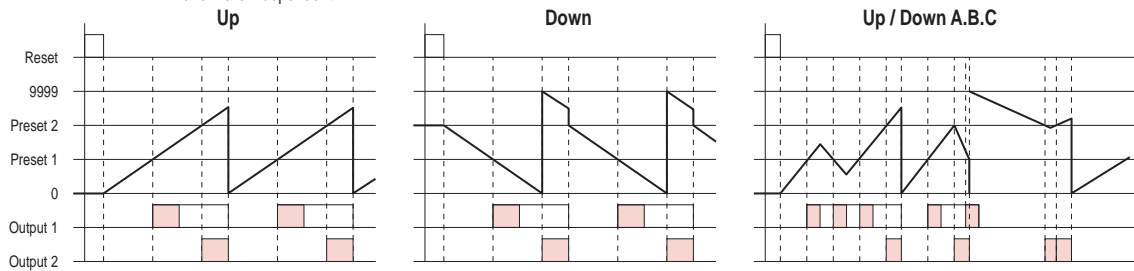 Up
Down
Up / Down A.B.C
Reset
9999
Preset 2
Preset 1
0
Output 1
Output 2